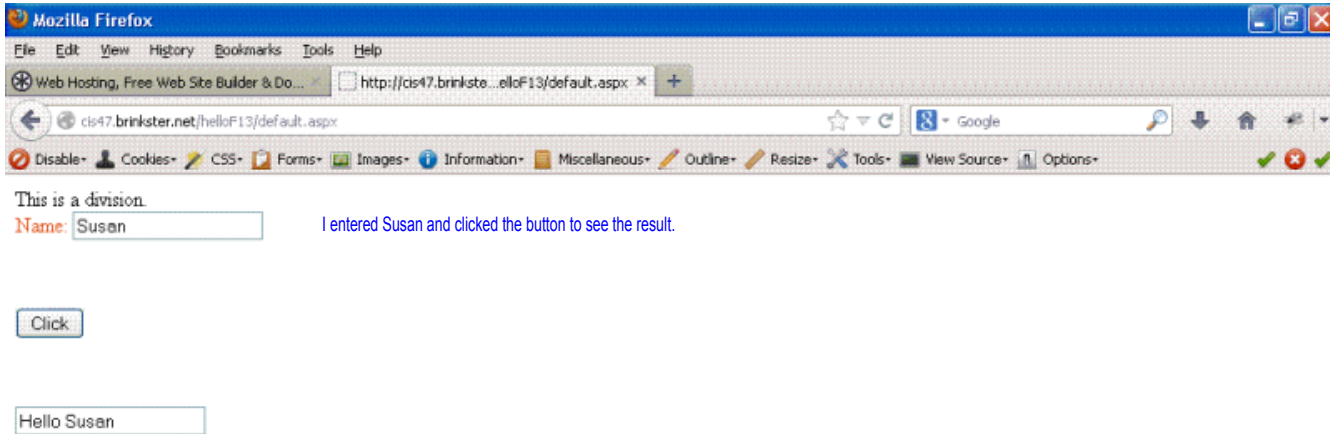 Mozilla Firefox
File Edit View History Bookmarks Tools Help
Web Hosting, Free Web Site Builder & Do... http://cis47.brinkste...elloF13/default.aspx
cis47.brinkster.net/helloF13/default.aspx Google
Disable Cookies CSS Forms Images Information Miscellaneous Outline Resize Tools View Source Options
This is a division.
Name: Susan I entered Susan and clicked the button to see the result.
Click
Hello Susan